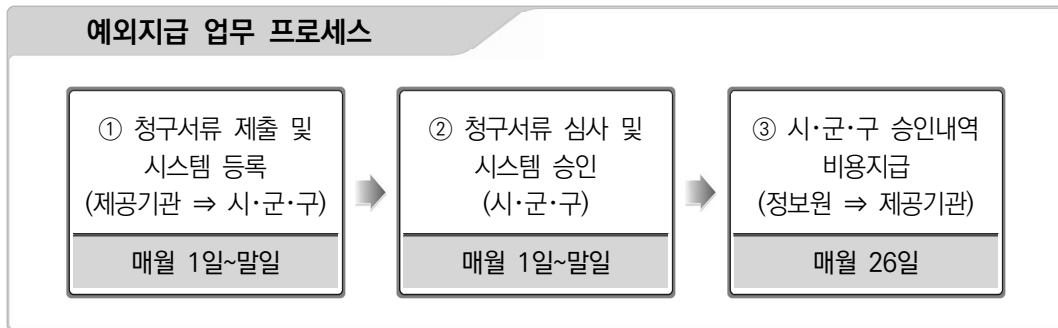 예외지급 업무 프로세스
① 청구서류 제출 및
시스템 등록
(제공기관 ⇒ 시·군·구)
매월 1일~말일
② 청구서류 심사 및
시스템 승인
(시·군·구)
매월 1일~말일
③ 시·군·구 승인내역
비용지급
(정보원 ⇒ 제공기관)
매월 26일